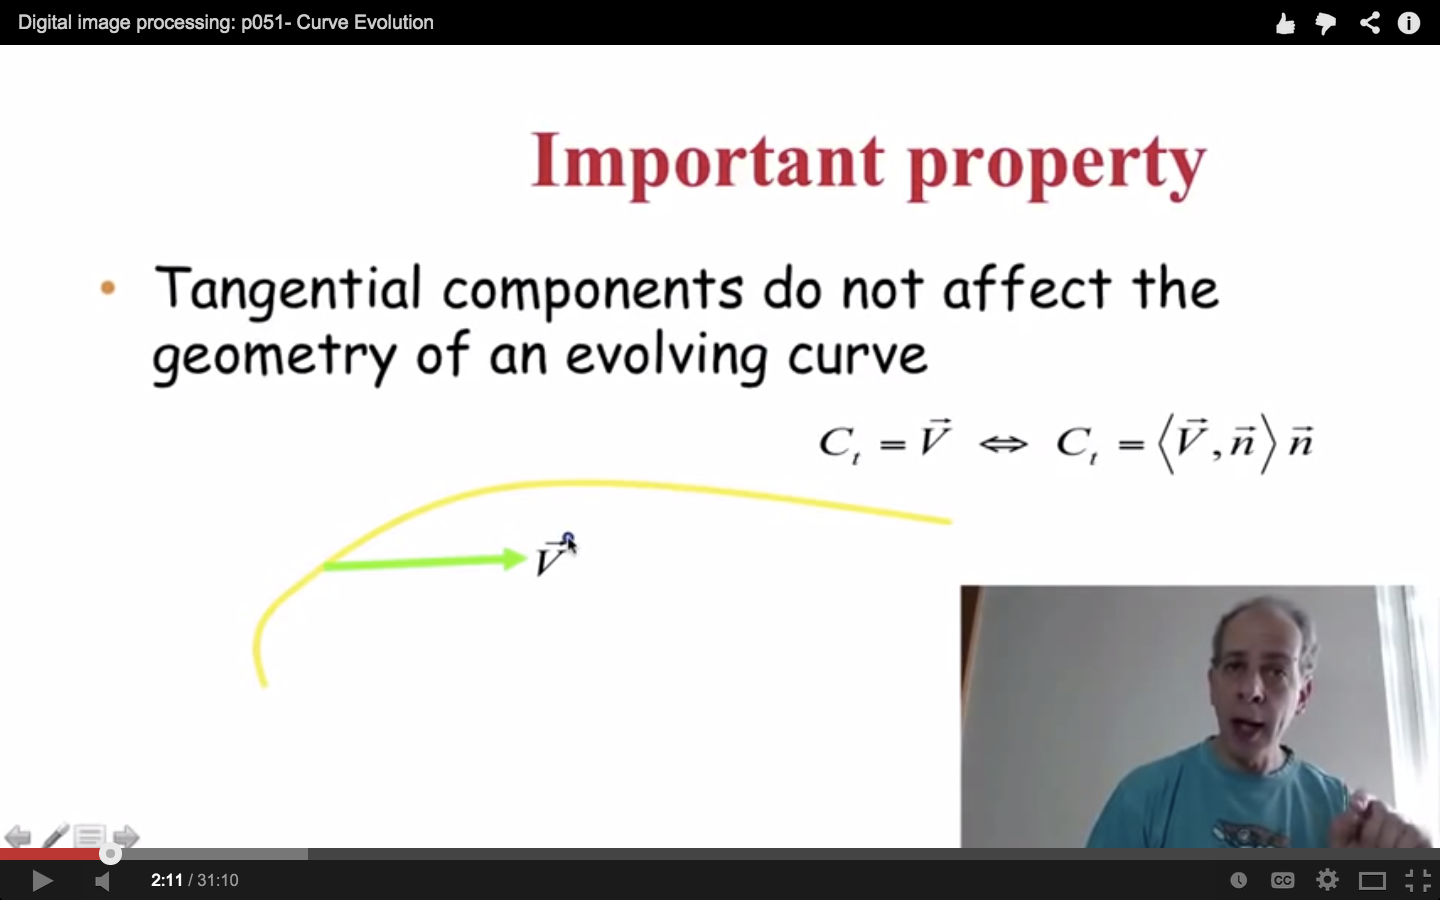 Digital image processing: p051- Curve Evolution
Important property
• Tangential components do not affect the
geometry of an evolving curve
$C_t = \vec{V} \Leftrightarrow C_t = \langle \vec{V}, \vec{n} \rangle \vec{n}$
$\vec{V}$
2:11 / 31:10
CC